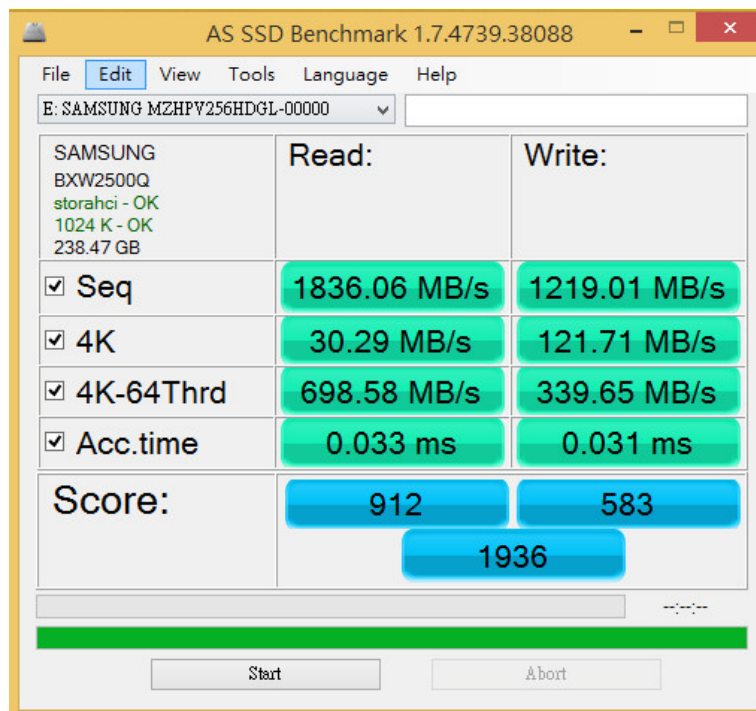 AS SSD Benchmark 1.7.4739.38088
File Edit View Tools Language Help
E: SAMSUNG MZHPV256HDGL-00000
SAMSUNG
BXW2500Q
storahci - OK
1024 K - OK
238.47 GB
Read: Write:
Seq 1836.06 MB/s 1219.01 MB/s
4K 30.29 MB/s 121.71 MB/s
4K-64Thrd 698.58 MB/s 339.65 MB/s
Acc.time 0.033 ms 0.031 ms
Score: 912 583
1936
--:--:--
Start Abort